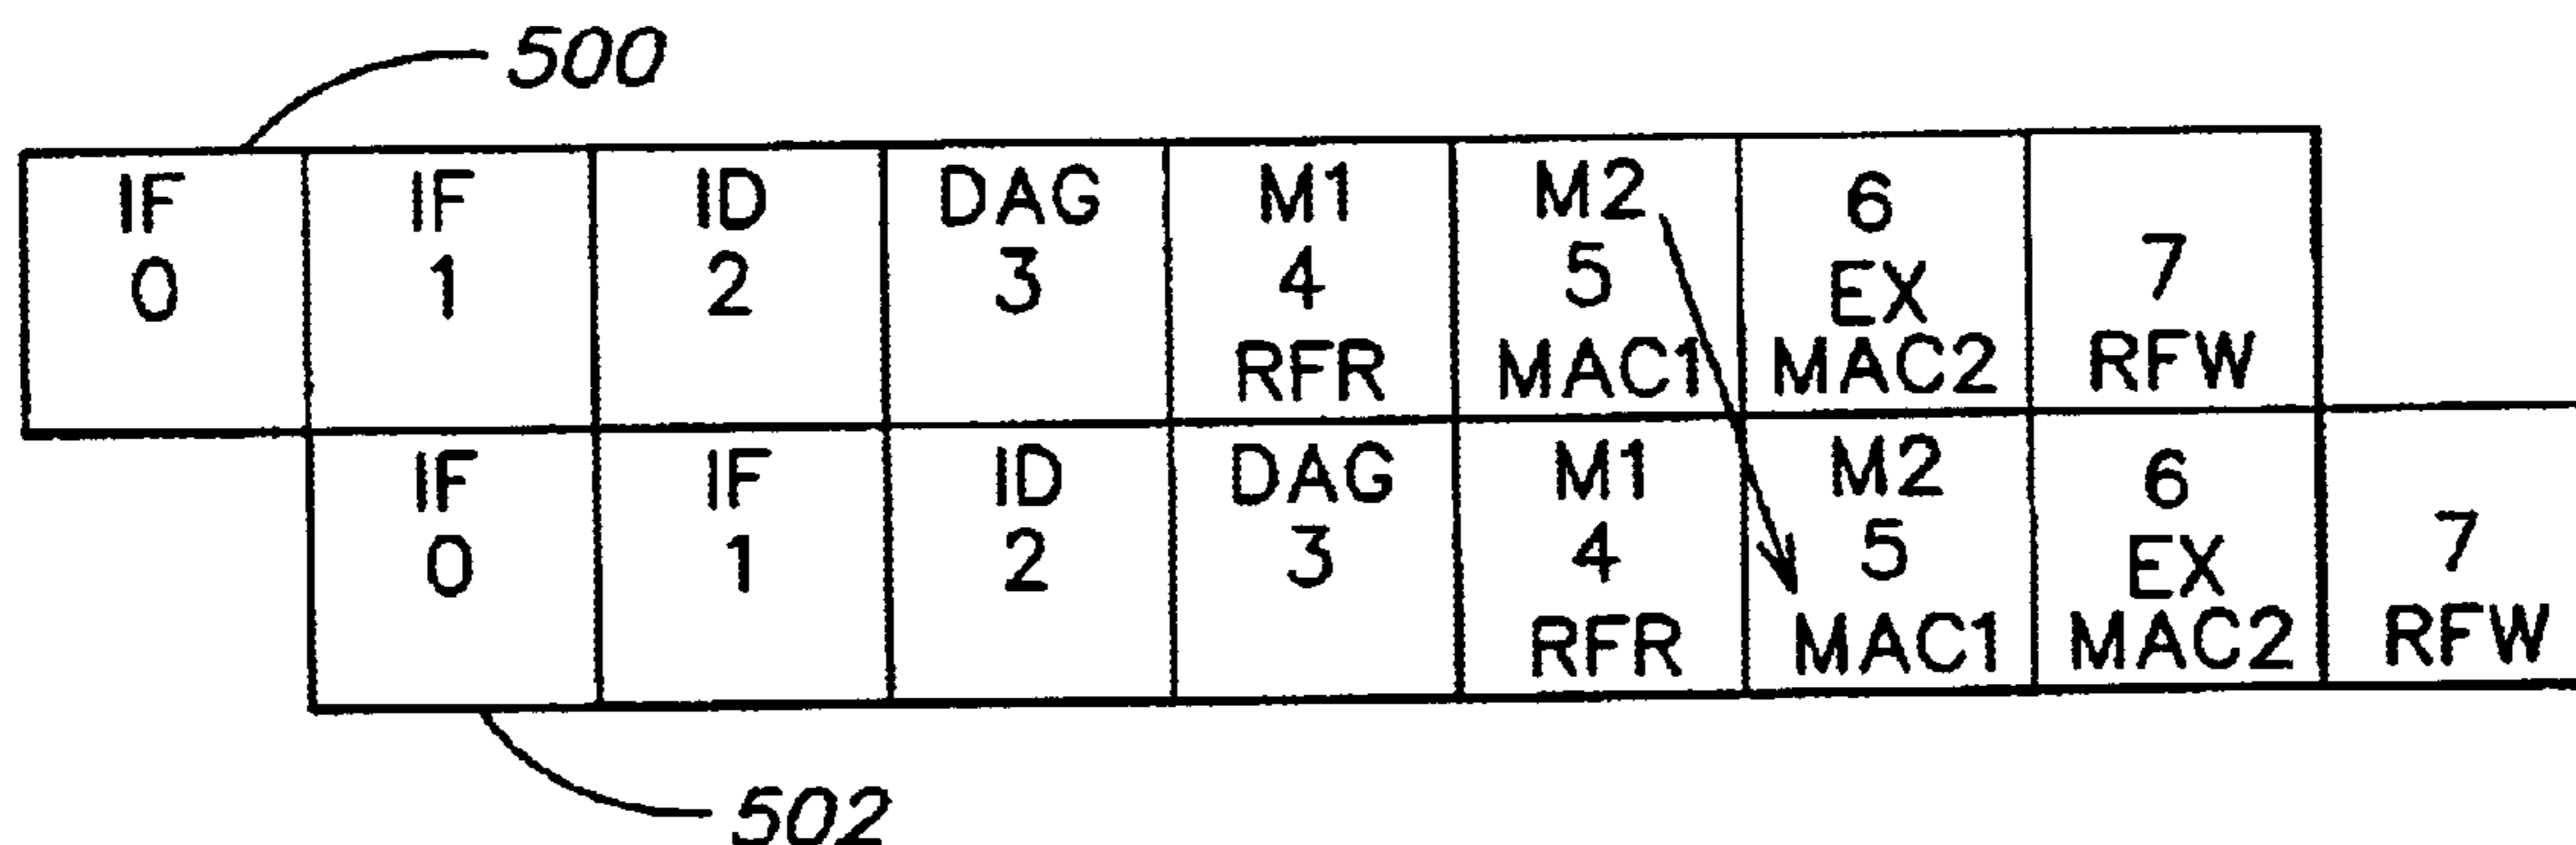 500
IF IF ID DAG M1 M2 6
0 1 2 3 4 5 EX 7
RFR MAC1 MAC2 RFW
IF IF ID DAG M1 M2 6
0 1 2 3 4 5 EX 7
RFR MAC1 MAC2 RFW
502